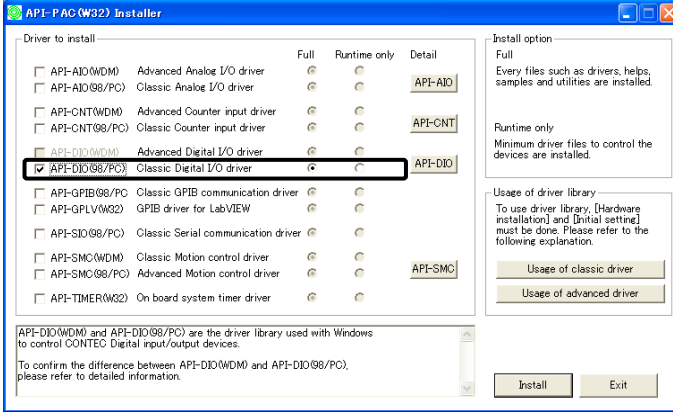 API-PAC(W32) Installer
Driver to install
Full Runtime only Detail
API-AIO(WDM) Advanced Analog I/O driver
API-AIO(98/PC) Classic Analog I/O driver
API-AIO
API-CNT(WDM) Advanced Counter input driver
API-CNT(98/PC) Classic Counter input driver
API-CNT
API-DIO(WDM) Advanced Digital I/O driver
API-DIO(98/PC) Classic Digital I/O driver
API-DIO
API-GPIB(98/PC Classic GPIB communication driver
API-GPLV(W32) GPIB driver for LabVIEW
API-SIO(98/PC) Classic Serial communication driver
API-SMC(WDM) Classic Motion control driver
API-SMC(98/PC) Advanced Motion control driver
API-SMC
API-TIMER(W32) On board system timer driver
Install option
Full
Every files such as drivers, helps,
samples and utilities are installed.
Runtime only
Minimum driver files to control the
devices are installed.
Usage of driver library
To use driver library, [Hardware
installation] and [Initial setting]
must be done. Please refer to the
following explanation.
Usage of classic driver
Usage of advanced driver
API-DIO(WDM) and API-DIO(98/PC) are the driver library used with Windows
to control CONTEC Digital input/output devices.
To confirm the difference between API-DIO(WDM) and API-DIO(98/PC),
please refer to detailed information.
Install Exit